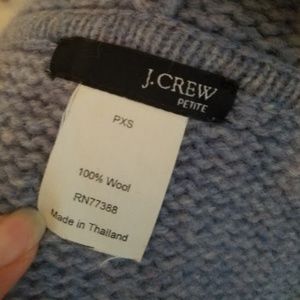 J.CREW
PETITE
PXS
100% Wool
RN77388
Made in Thailand